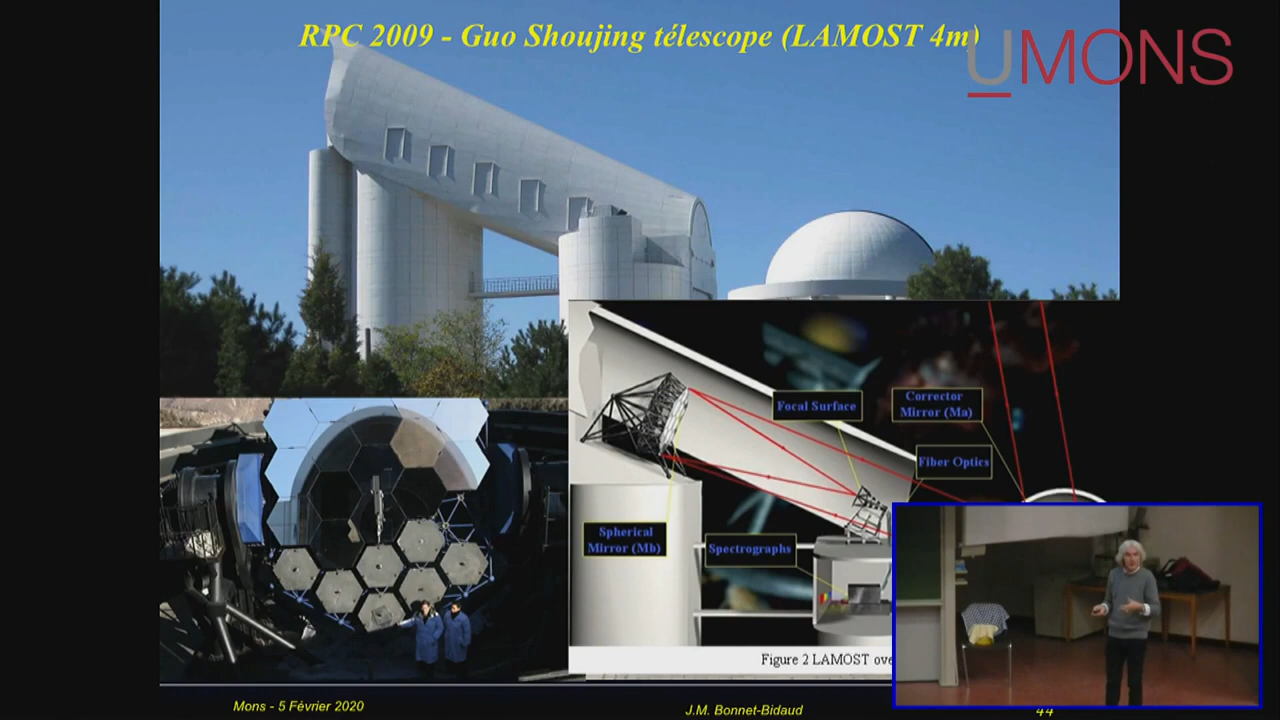 RPC 2009 - Guo Shoujing télescope (LAMOST 4m)
UMONS
Focal Surface
Corrector
Mirror (Ma)
Fiber Optics
Spherical
Mirror (Mb)
Spectrographs
Figure 2 LAMOST ove
Mons - 5 Février 2020
J.M. Bonnet-Bidaud
44